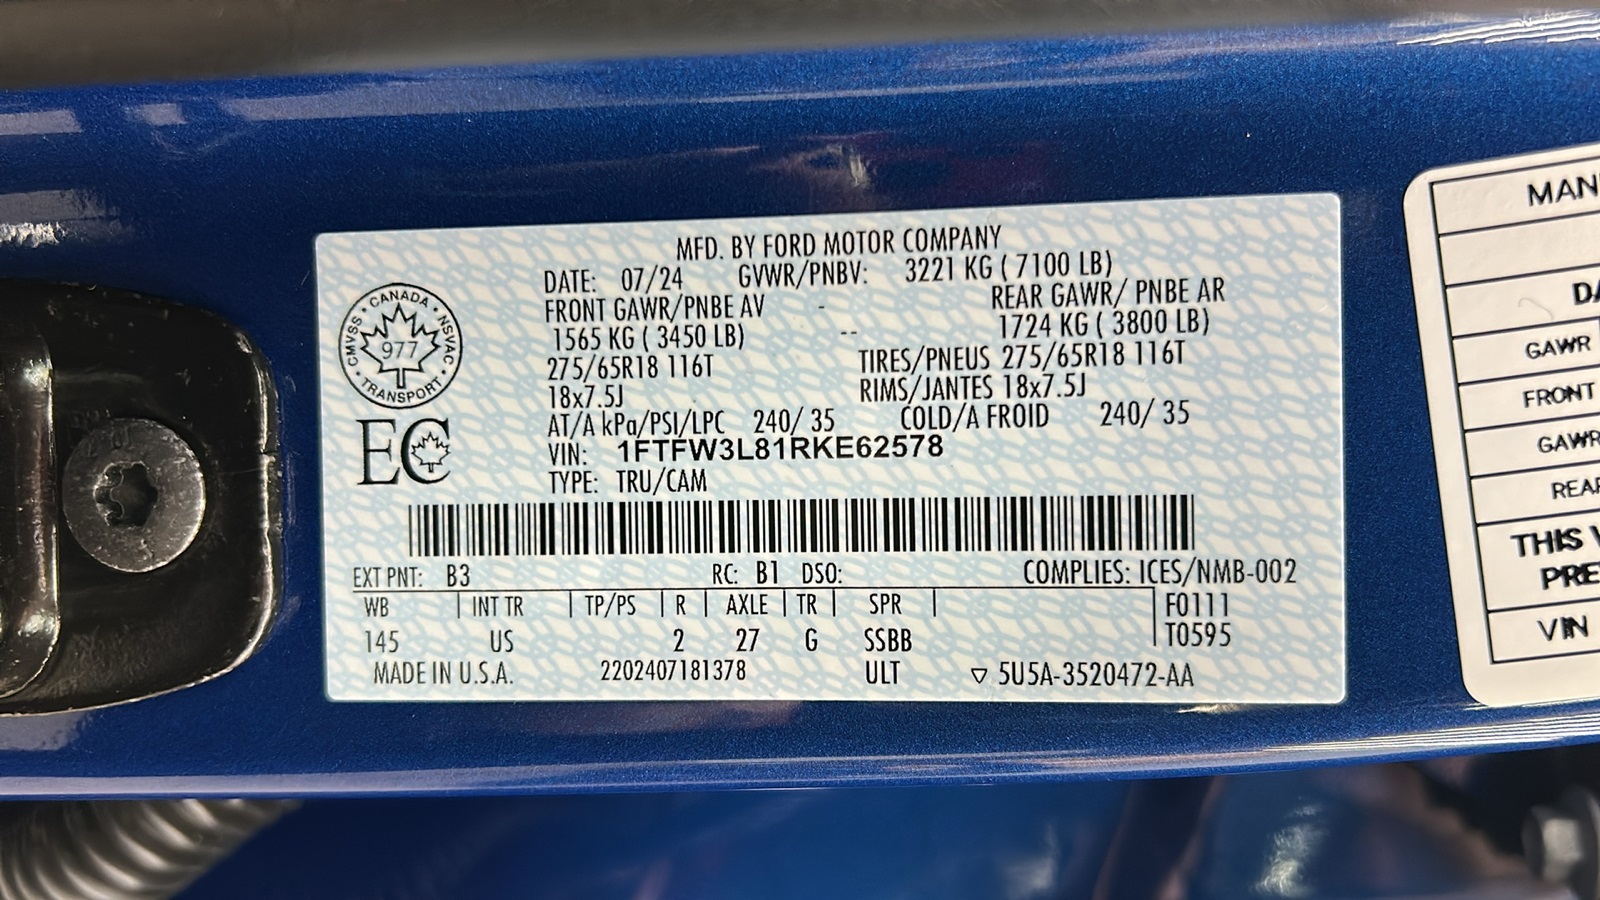 MFD. BY FORD MOTOR COMPANY
DATE: 07/24 GVWR/PNBV: 3221 KG ( 7100 LB)
FRONT GAWR/PNBE AV - REAR GAWR/ PNBE AR
1565 KG ( 3450 LB) -- 1724 KG ( 3800 LB)
275/65R18 116T TIRES/PNEUS 275/65R18 116T
18x7.5J RIMS/JANTES 18x7.5J
AT/A kPa/PSI/LPC 240/ 35 COLD/A FROID 240/ 35
VIN: 1FTFW3L81RKE62578
TYPE: TRU/CAM
CANADA
CMVSS NSVAC
977
TRANSPORT
EC
EXT PNT: B3 RC: B1 DSO: COMPLIES: ICES/NMB-002
WB | INT TR | TP/PS | R | AXLE | TR | SPR | | F0111
145 US 2 27 G SSBB | T0595
MADE IN U.S.A. 2202407181378 ULT ▽ 5U5A-3520472-AA
MAN
DA
GAWR
FRONT
GAWR
REAR
THIS V
PRE
VIN